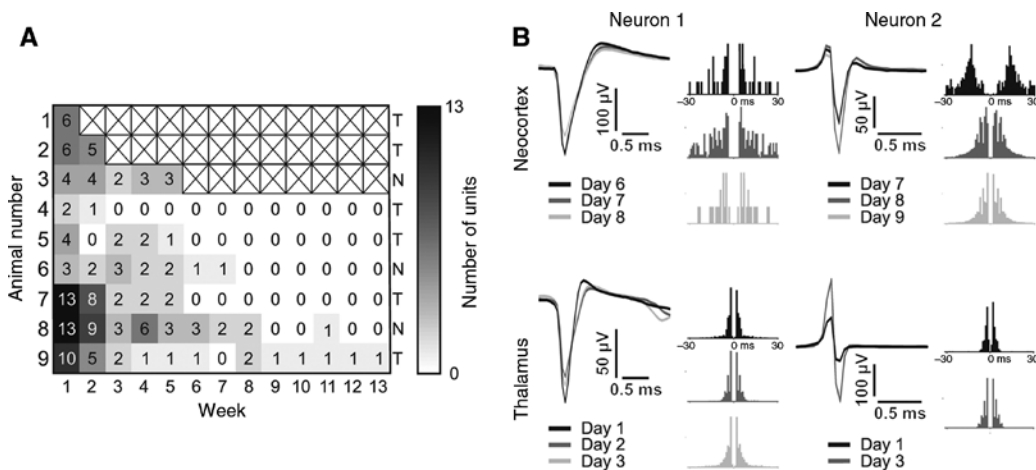 A
Animal number
1 6 T
2 6 5 T
3 4 4 2 3 3 N
4 2 1 0 0 0 0 0 0 0 0 0 0 0 T
5 4 0 2 2 1 0 0 0 0 0 0 0 0 T
6 3 2 3 2 2 1 1 0 0 0 0 0 0 N
7 13 8 2 2 2 0 0 0 0 0 0 0 0 T
8 13 9 3 6 3 3 2 2 0 0 1 0 0 N
9 10 5 2 1 1 1 0 2 1 1 1 1 1 T
1 2 3 4 5 6 7 8 9 10 11 12 13
Week
13
Number of units
0
B
Neuron 1
Neuron 2
Neocortex
100 µV
0.5 ms
-30 0 ms 30
Day 6
Day 7
Day 8
50 µV
0.5 ms
-30 0 ms 30
Day 7
Day 8
Day 9
Thalamus
50 µV
0.5 ms
-30 0 ms 30
Day 1
Day 2
Day 3
100 µV
0.5 ms
-30 0 ms 30
Day 1
Day 3